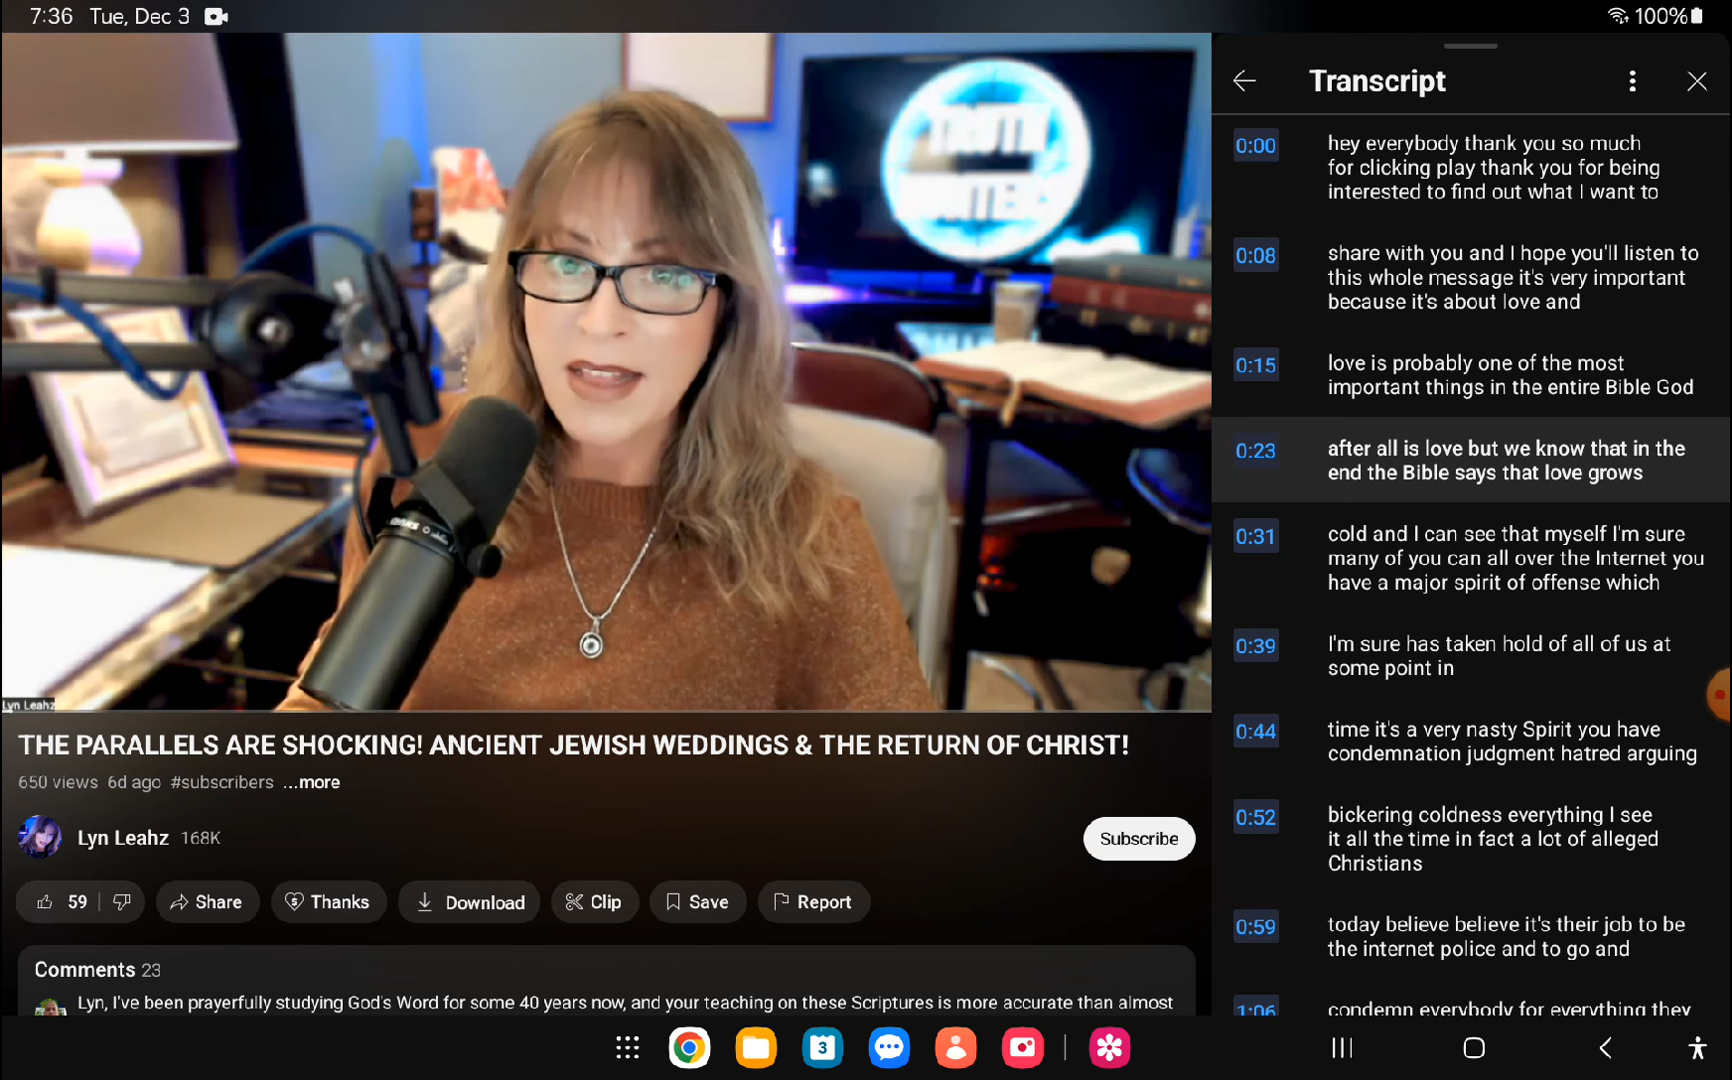 7:36 Tue, Dec 3
100%
TRUTH
Lyn Leahz
THE PARALLELS ARE SHOCKING! ANCIENT JEWISH WEDDINGS & THE RETURN OF CHRIST!
650 views 6d ago #subscribers ...more
Lyn Leahz 168K
Subscribe
59
Share
Thanks
Download
Clip
Save
Report
Comments 23
Lyn, I've been prayerfully studying God's Word for some 40 years now, and your teaching on these Scriptures is more accurate than almost
Transcript
0:00
hey everybody thank you so much
for clicking play thank you for being
interested to find out what I want to
0:08
share with you and I hope you'll listen to
this whole message it's very important
because it's about love and
0:15
love is probably one of the most
important things in the entire Bible God
0:23
after all is love but we know that in the
end the Bible says that love grows
0:31
cold and I can see that myself I'm sure
many of you can all over the Internet you
have a major spirit of offense which
0:39
I'm sure has taken hold of all of us at
some point in
0:44
time it's a very nasty Spirit you have
condemnation judgment hatred arguing
0:52
bickering coldness everything I see
it all the time in fact a lot of alleged
Christians
0:59
today believe believe it's their job to be
the internet police and to go and
1:06
condemn everybody for everything they
3